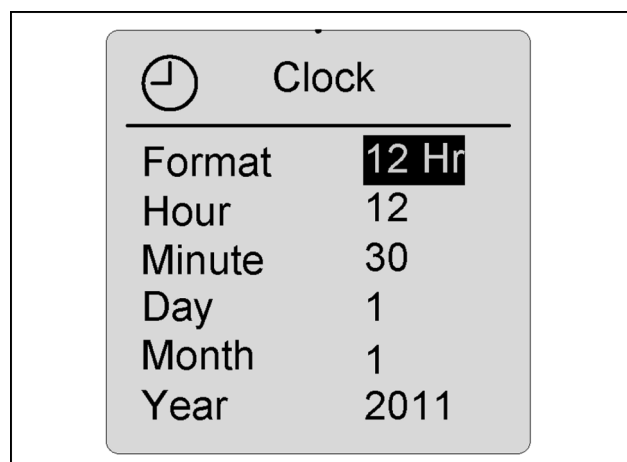 Clock
Format 12 Hr
Hour 12
Minute 30
Day 1
Month 1
Year 2011